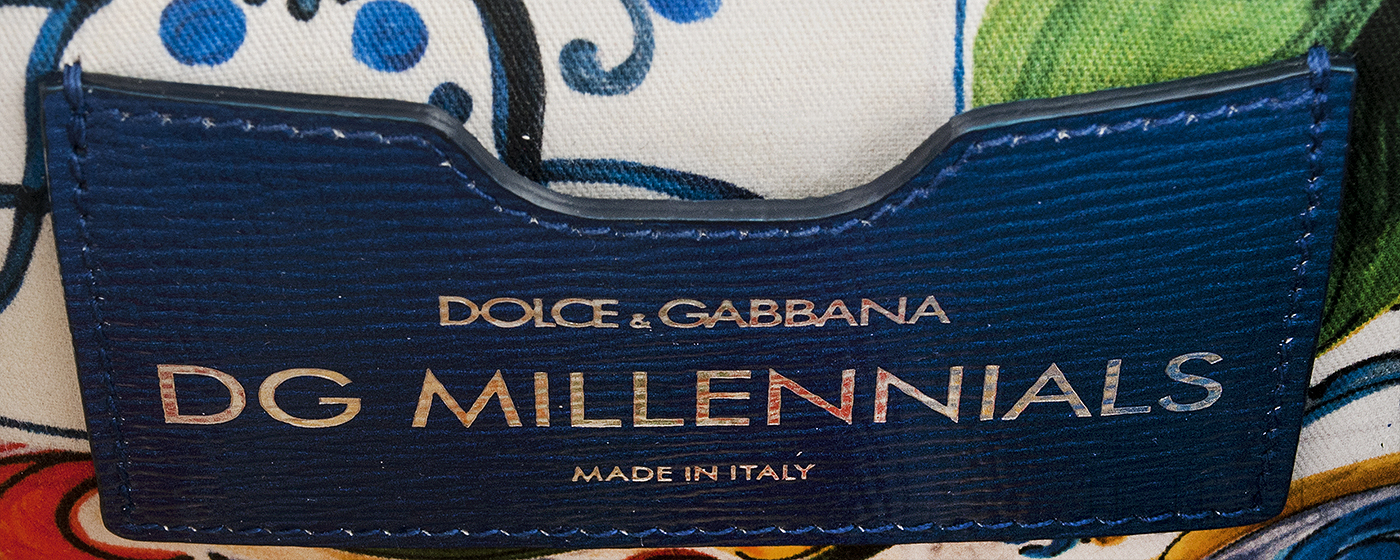 DOLCE & GABBANA
DG MILLENNIALS
MADE IN ITALY